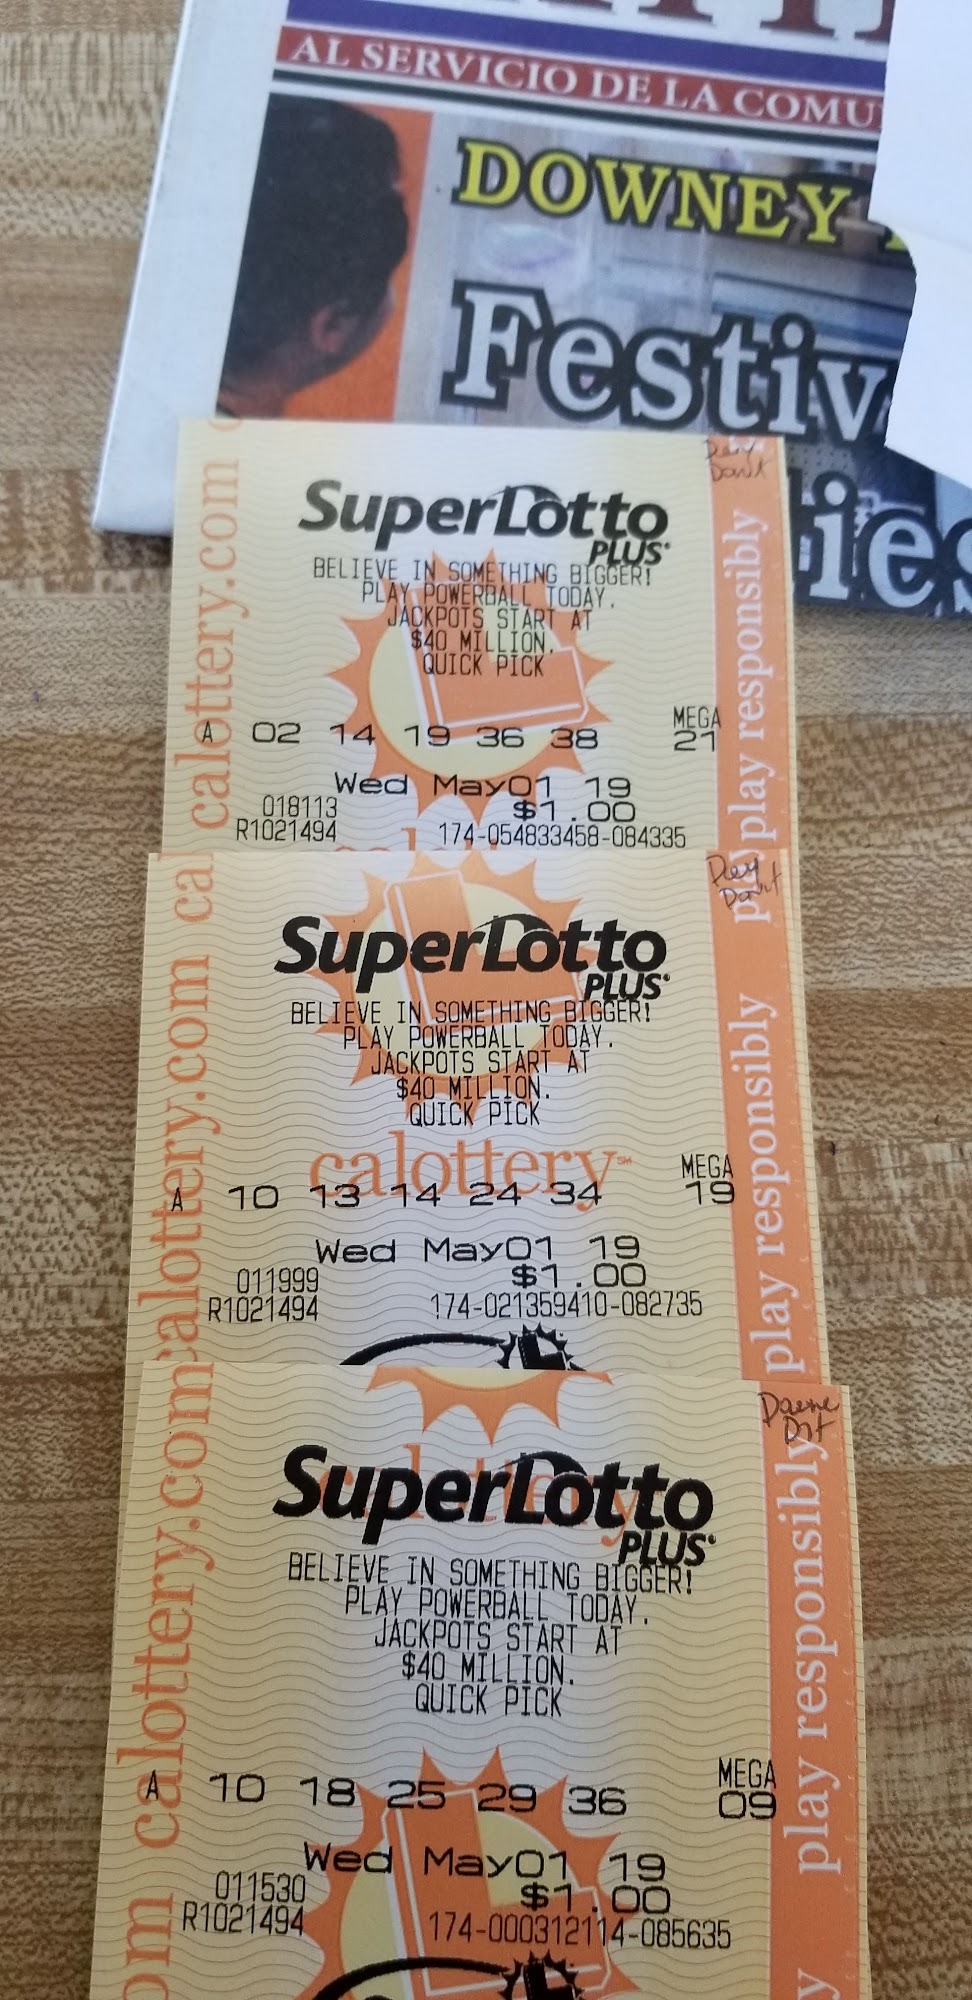 AL SERVICIO DE LA COMU
DOWNEY
Festiv
ies
calottery.com
play responsibly
SuperLotto
PLUS®
BELIEVE IN SOMETHING BIGGER!
PLAY POWERBALL TODAY.
JACKPOTS START AT
$40 MILLION.
QUICK PICK
MEGA
A 02 14 19 36 38 21
Wed May01 19
018113 $1.00
R1021494 174-054833458-084335
calottery.com cal
play responsibly
SuperLotto
PLUS®
BELIEVE IN SOMETHING BIGGER!
PLAY POWERBALL TODAY.
JACKPOTS START AT
$40 MILLION.
QUICK PICK
calottery℠
MEGA
A 10 13 14 24 34 19
Wed May01 19
011999 $1.00
R1021494 174-021359410-082735
calottery.com
play responsibly
SuperLotto
PLUS®
BELIEVE IN SOMETHING BIGGER!
PLAY POWERBALL TODAY.
JACKPOTS START AT
$40 MILLION.
QUICK PICK
MEGA
A 10 18 25 29 36 09
Wed May01 19
011530 $1.00
R1021494 174-000312114-085635
om